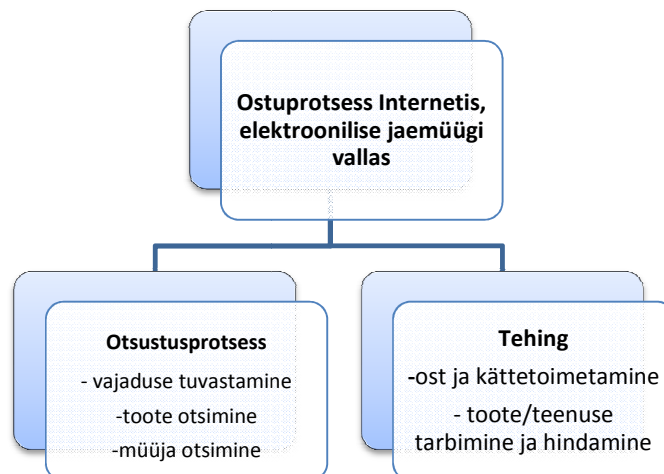 Ostuprotsess Internetis,
elektroonilise jaemüügi
vallas
Otsustusprotsess
- vajaduse tuvastamine
-toote otsimine
-müüja otsimine
Tehing
-ost ja kättetoimetamine
- toote/teenuse
tarbimine ja hindamine